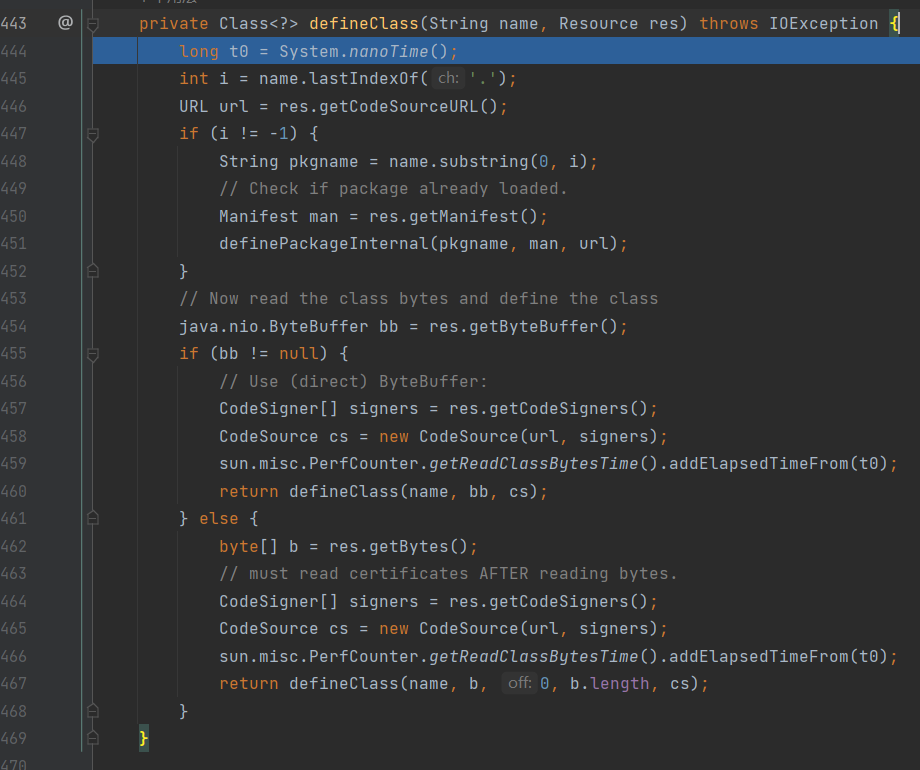 443 @ private Class<?> defineClass(String name, Resource res) throws IOException {
444 long t0 = System.nanoTime();
445 int i = name.lastIndexOf( ch: '.');
446 URL url = res.getCodeSourceURL();
447 if (i != -1) {
448 String pkgname = name.substring(0, i);
449 // Check if package already loaded.
450 Manifest man = res.getManifest();
451 definePackageInternal(pkgname, man, url);
452 }
453 // Now read the class bytes and define the class
454 java.nio.ByteBuffer bb = res.getByteBuffer();
455 if (bb != null) {
456 // Use (direct) ByteBuffer:
457 CodeSigner[] signers = res.getCodeSigners();
458 CodeSource cs = new CodeSource(url, signers);
459 sun.misc.PerfCounter.getReadClassBytesTime().addElapsedTimeFrom(t0);
460 return defineClass(name, bb, cs);
461 } else {
462 byte[] b = res.getBytes();
463 // must read certificates AFTER reading bytes.
464 CodeSigner[] signers = res.getCodeSigners();
465 CodeSource cs = new CodeSource(url, signers);
466 sun.misc.PerfCounter.getReadClassBytesTime().addElapsedTimeFrom(t0);
467 return defineClass(name, b, off: 0, b.length, cs);
468 }
469 }
470